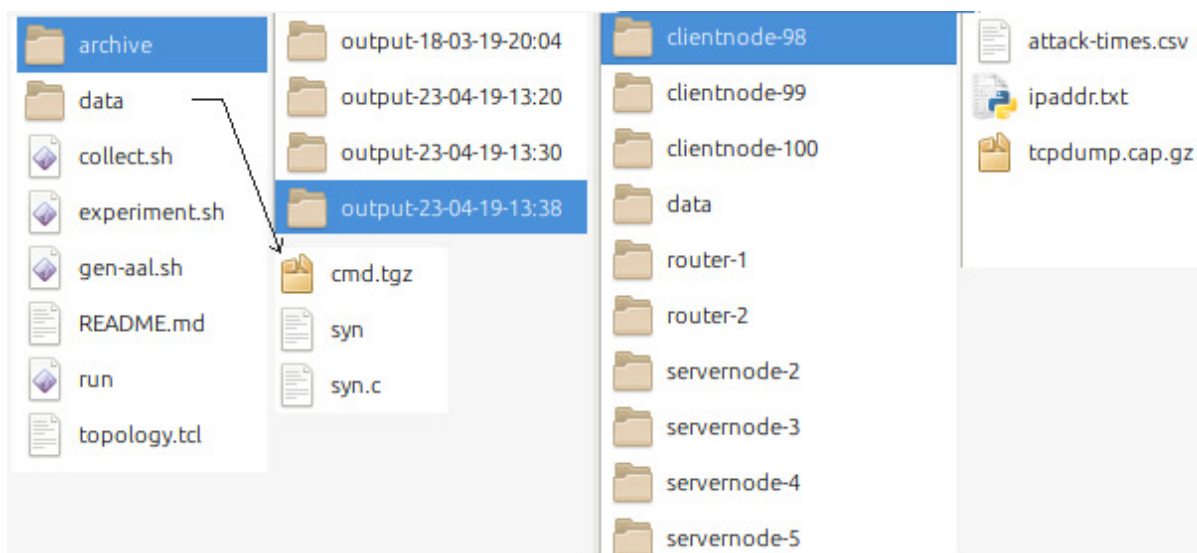 archive
data
collect.sh
experiment.sh
gen-aal.sh
README.md
run
topology.tcl
output-18-03-19-20:04
output-23-04-19-13:20
output-23-04-19-13:30
output-23-04-19-13:38
cmd.tgz
syn
syn.c
clientnode-98
clientnode-99
clientnode-100
data
router-1
router-2
servernode-2
servernode-3
servernode-4
servernode-5
attack-times.csv
ipaddr.txt
tcpdump.cap.gz